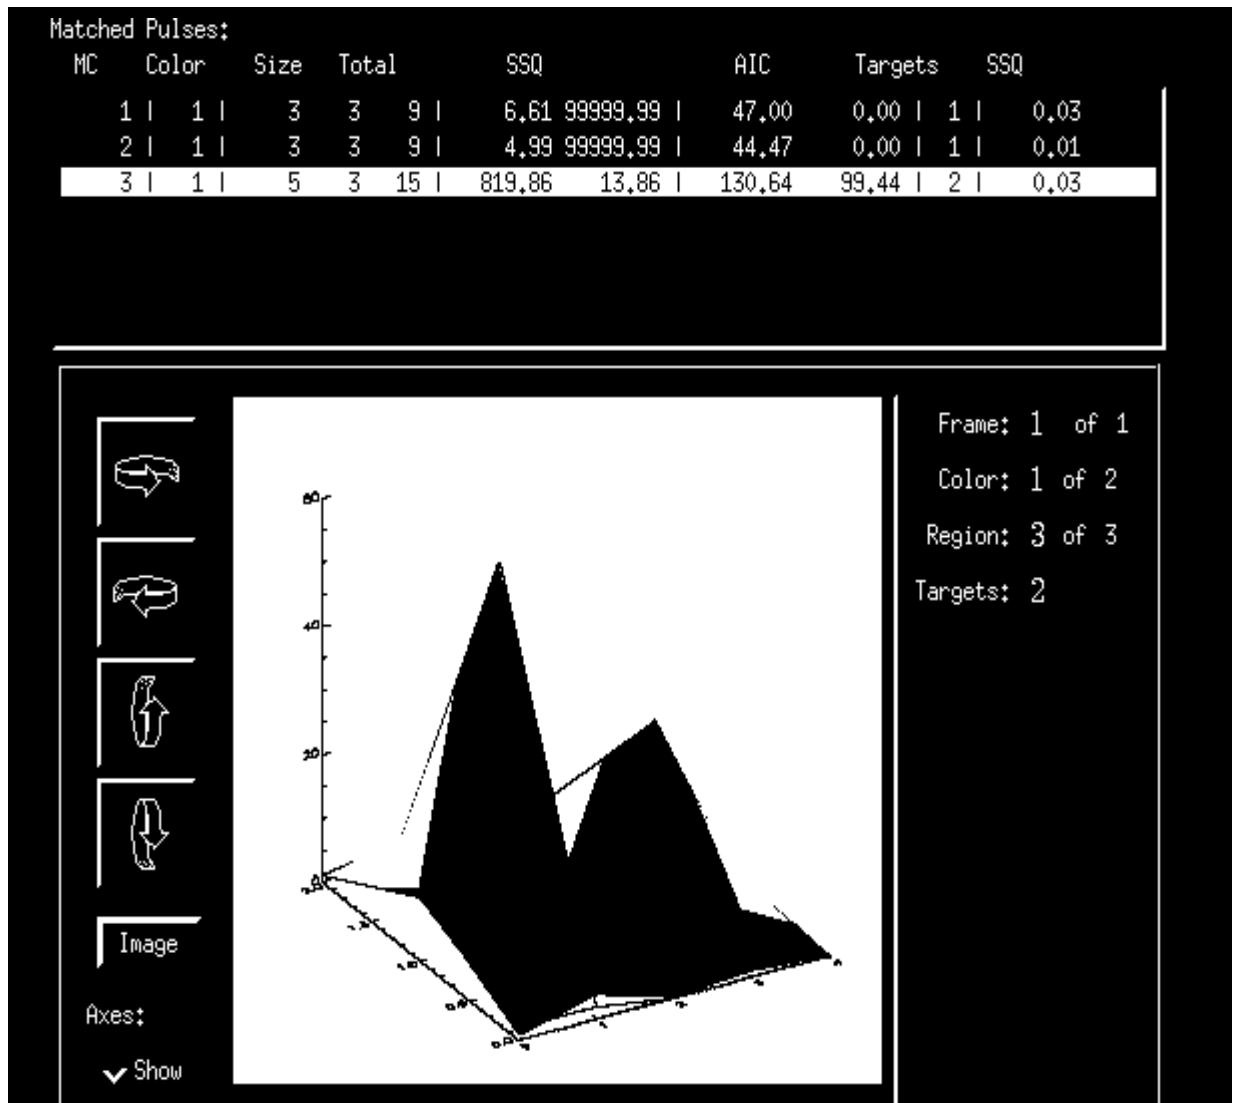 Matched Pulses:
MC Color Size Total SSQ AIC Targets SSQ
1 | 1 | 3 3 9 | 6.61 99999.99 | 47.00 0.00 | 1 | 0.03
2 | 1 | 3 3 9 | 4.99 99999.99 | 44.47 0.00 | 1 | 0.01
3 | 1 | 5 3 15 | 819.86 13.86 | 130.64 99.44 | 2 | 0.03
Frame: 1 of 1
Color: 1 of 2
Region: 3 of 3
Targets: 2
60
40
20
0
Image
Axes:
Show